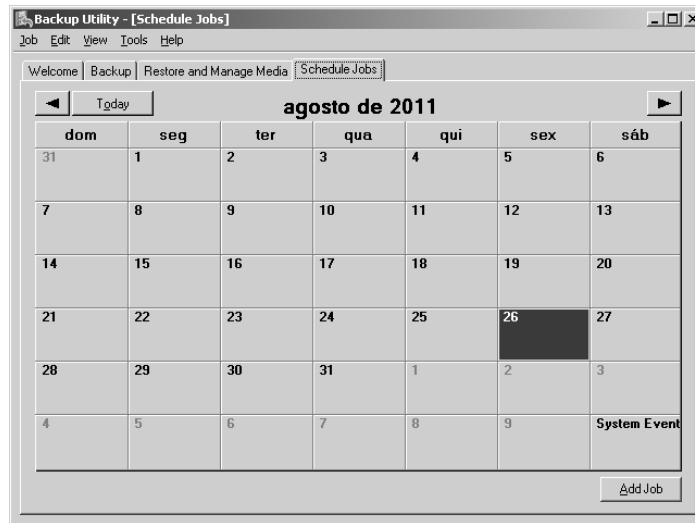 Backup Utility - [Schedule Jobs]
Job Edit View Tools Help
Welcome Backup Restore and Manage Media Schedule Jobs
Today agosto de 2011
dom seg ter qua qui sex sáb
31 1 2 3 4 5 6
7 8 9 10 11 12 13
14 15 16 17 18 19 20
21 22 23 24 25 26 27
28 29 30 31 1 2 3
4 5 6 7 8 9 System Event
Add Job